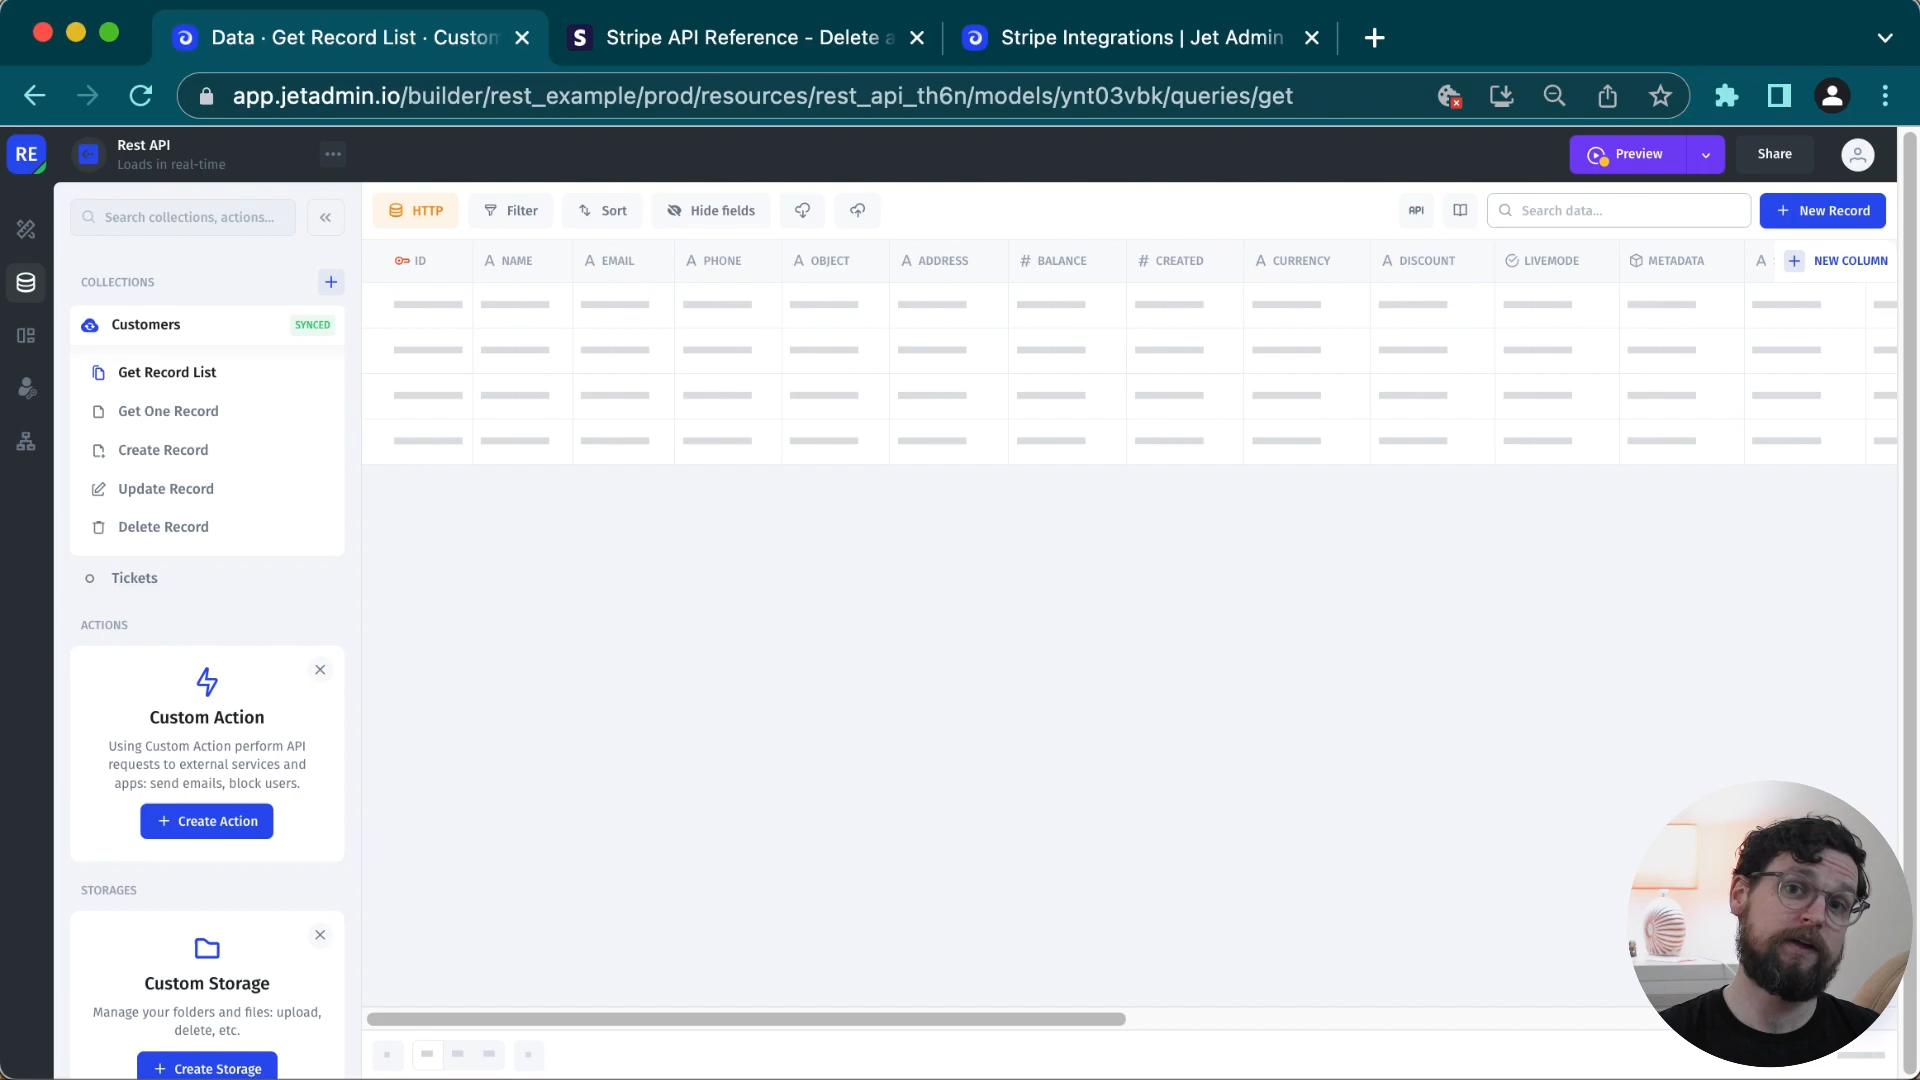 Data · Get Record List · Custom
Stripe API Reference - Delete a
Stripe Integrations | Jet Admin
app.jetadmin.io/builder/rest_example/prod/resources/rest_api_th6n/models/ynt03vbk/queries/get
RE
Rest API
Loads in real-time
Preview
Share
Search collections, actions...
HTTP
Filter
Sort
Hide fields
API
Search data...
New Record
COLLECTIONS
ID
NAME
EMAIL
PHONE
OBJECT
ADDRESS
BALANCE
CREATED
CURRENCY
DISCOUNT
LIVEMODE
METADATA
NEW COLUMN
Customers
SYNCED
Get Record List
Get One Record
Create Record
Update Record
Delete Record
Tickets
ACTIONS
Custom Action
Using Custom Action perform API
requests to external services and
apps: send emails, block users.
Create Action
STORAGES
Custom Storage
Manage your folders and files: upload,
delete, etc.
Create Storage